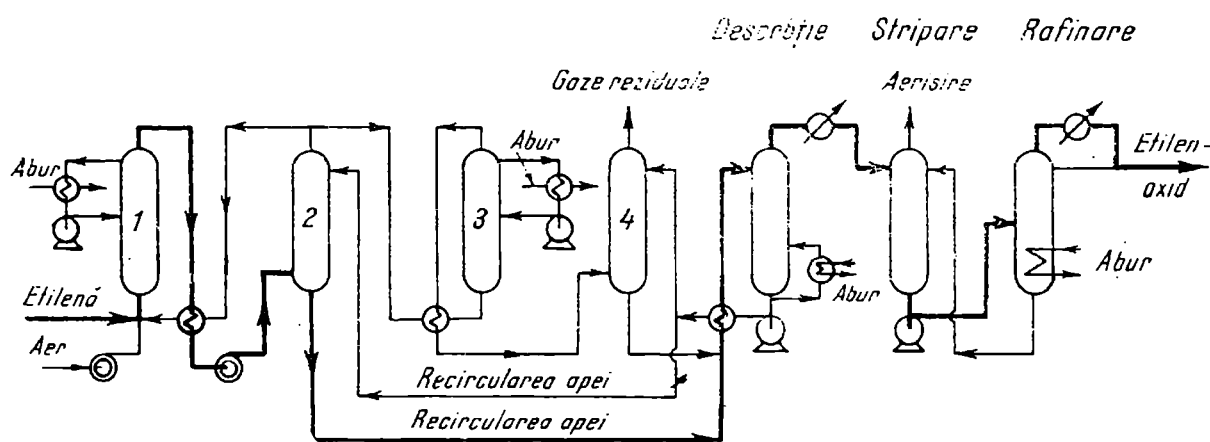 Desorbție Stripare Rafinare
Gaze reziduale
Aerisire
Abur
Abur
Etilen-
oxid
1
2
3
4
Abur
Abur
Etilenă
Aer
Recircularea apei
Recircularea apei